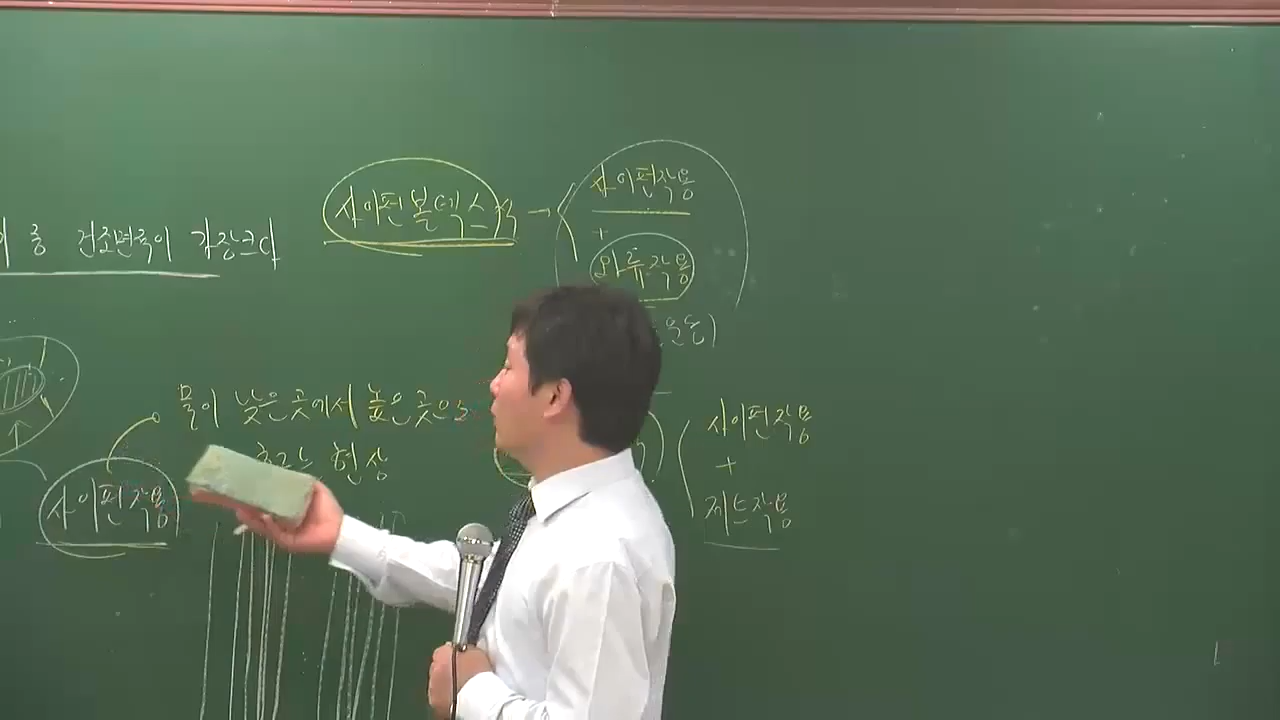 사이펀볼텍스식 → 사이펀작용
+
와류작용
중 건조면적이 가장크다
물이 낮은곳에서 높은곳으로
현상
사이펀작용
사이펀작용
+
제트작용